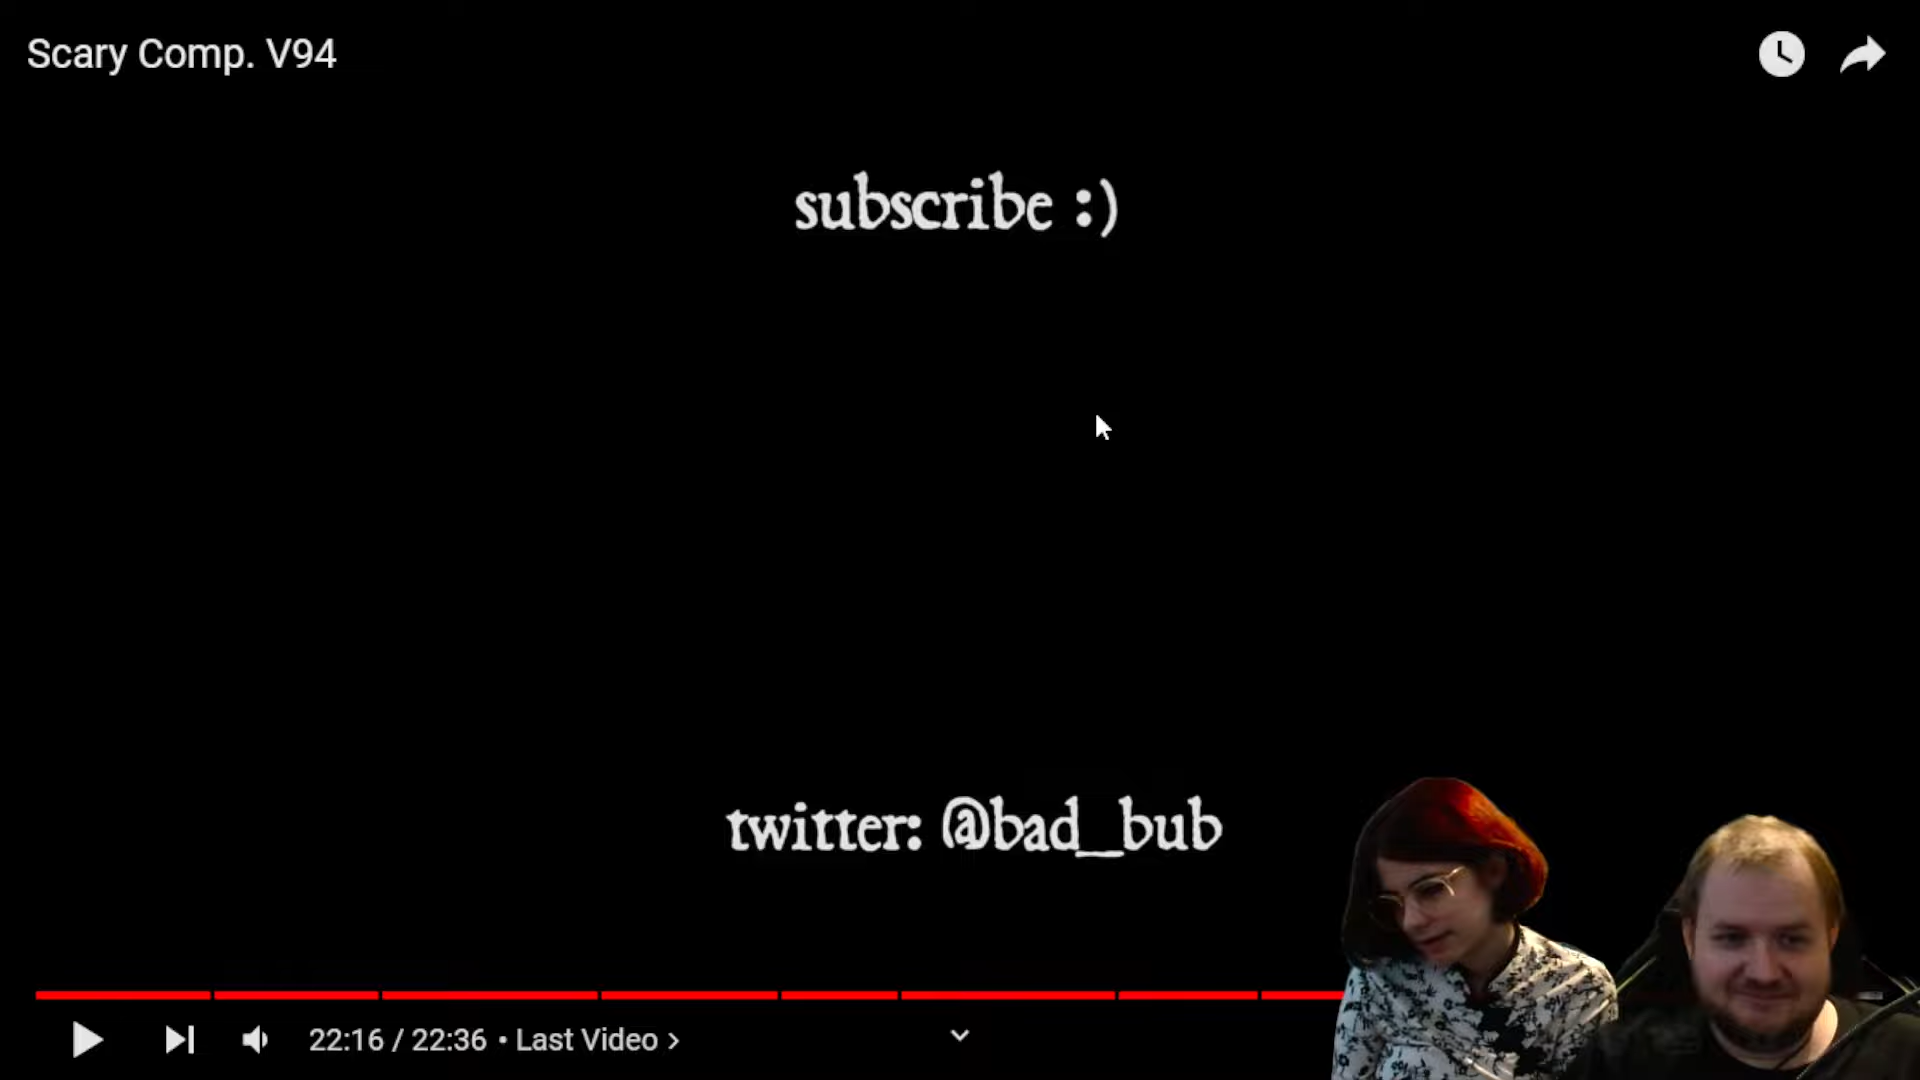 Scary Comp. V94
subscribe :)
twitter: @bad_bub
22:16 / 22:36 • Last Video ›